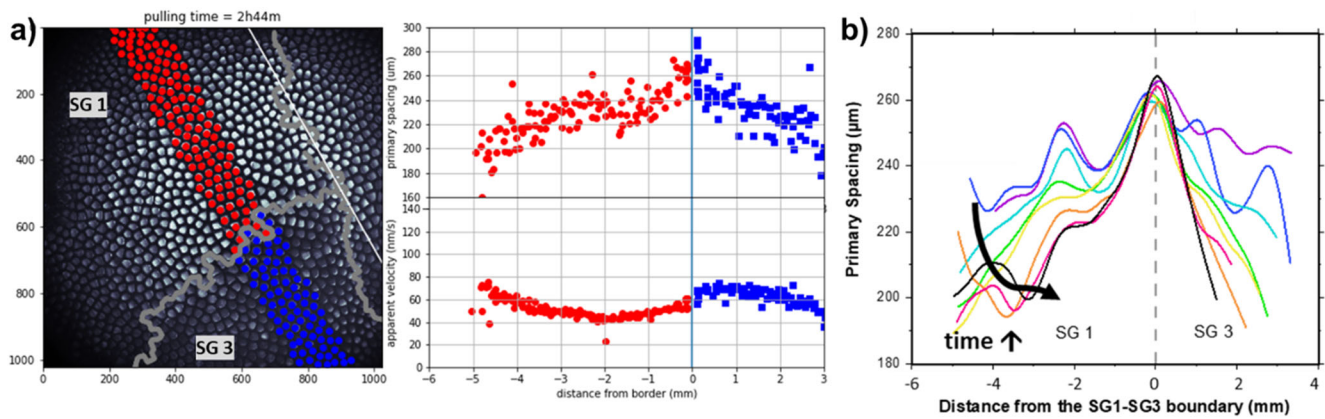 a)
pulling time = 2h44m
SG 1
SG 3
0
200
400
600
800
1000
0 200 400 600 800 1000
primary spacing (um)
300
280
260
240
220
200
180
160
apparent velocity (nm/s)
140
120
100
80
60
40
20
0
−6 −5 −4 −3 −2 −1 0 1 2 3
distance from border (mm)
b)
Primary Spacing (µm)
280
260
240
220
200
180
time ↑
SG 1
SG 3
-6 -4 -2 0 2 4
Distance from the SG1-SG3 boundary (mm)